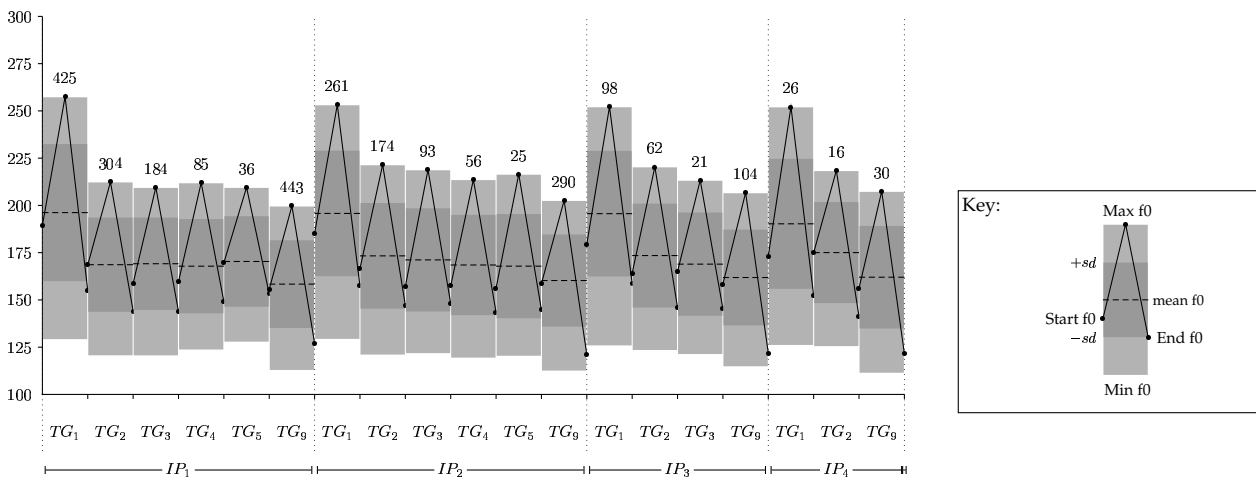 300
275
250
225
200
175
150
125
100
425
304
184
85
36
443
261
174
93
56
25
290
98
62
21
104
26
16
30
TG₁ TG₂ TG₃ TG₄ TG₅ TG₉ TG₁ TG₂ TG₃ TG₄ TG₅ TG₉ TG₁ TG₂ TG₃ TG₉ TG₁ TG₂ TG₉
IP₁ IP₂ IP₃ IP₄
Key:
Max f0
+sd
mean f0
Start f0
−sd
End f0
Min f0